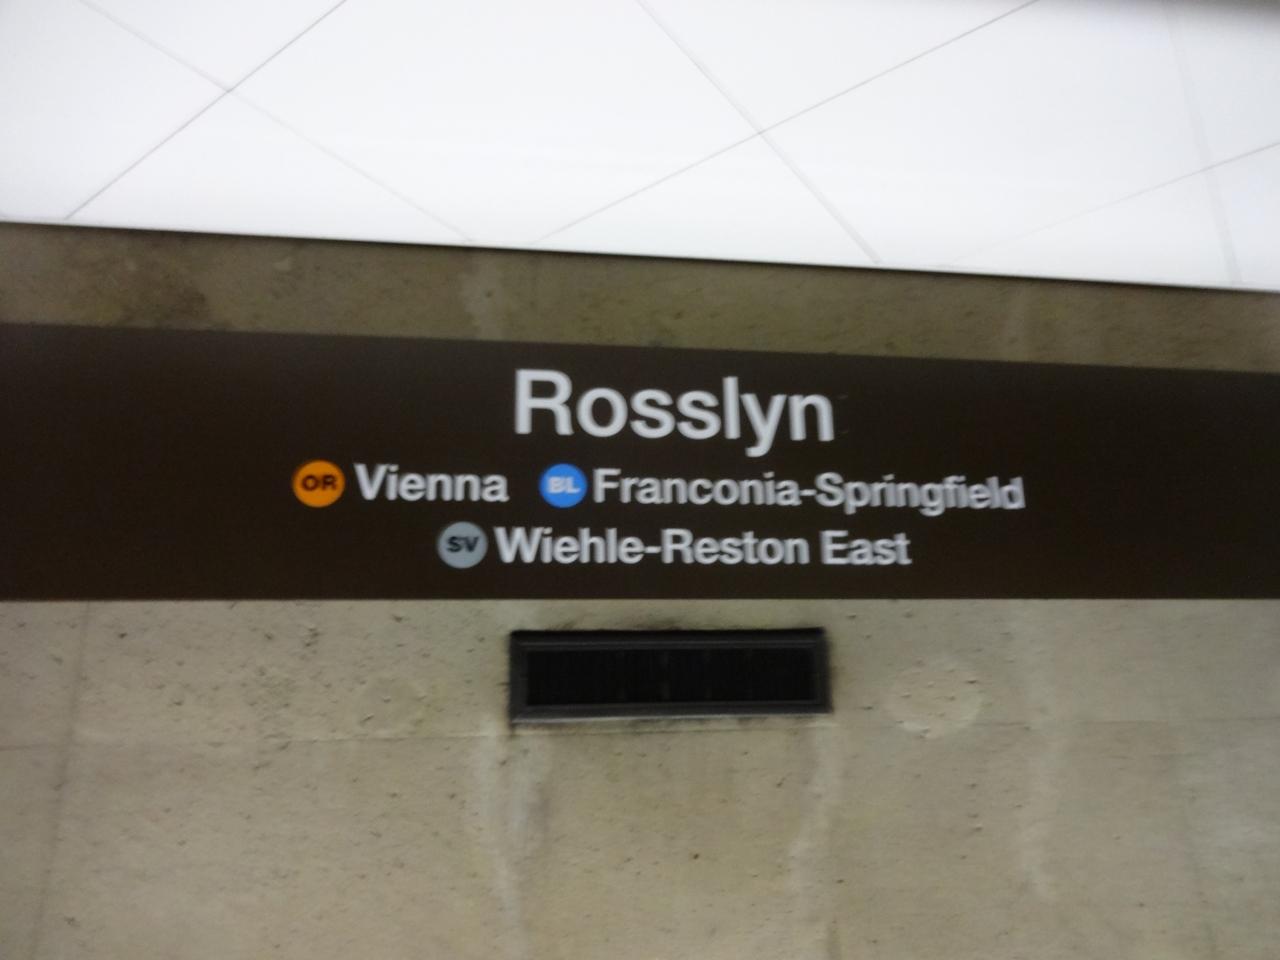 Rosslyn
OR Vienna BL Franconia-Springfield
SV Wiehle-Reston East